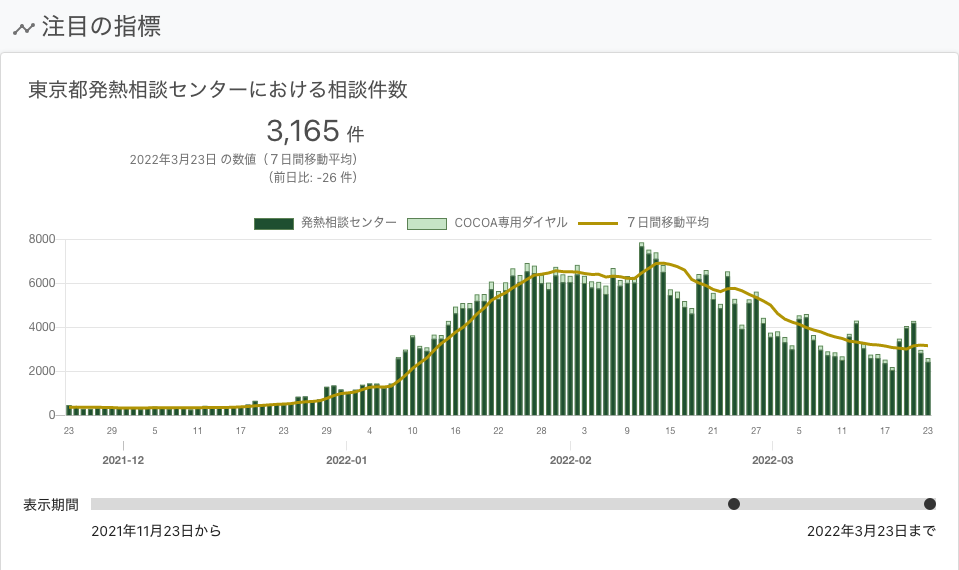 注目の指標
東京都発熱相談センターにおける相談件数
3,165 件
2022年3月23日 の数値（７日間移動平均）
（前日比: -26 件）
発熱相談センター COCOA専用ダイヤル ７日間移動平均
8000
6000
4000
2000
0
23 29 5 11 17 23 29 4 10 16 22 28 3 9 15 21 27 5 11 17 23
2021-12 2022-01 2022-02 2022-03
表示期間
2021年11月23日から 2022年3月23日まで